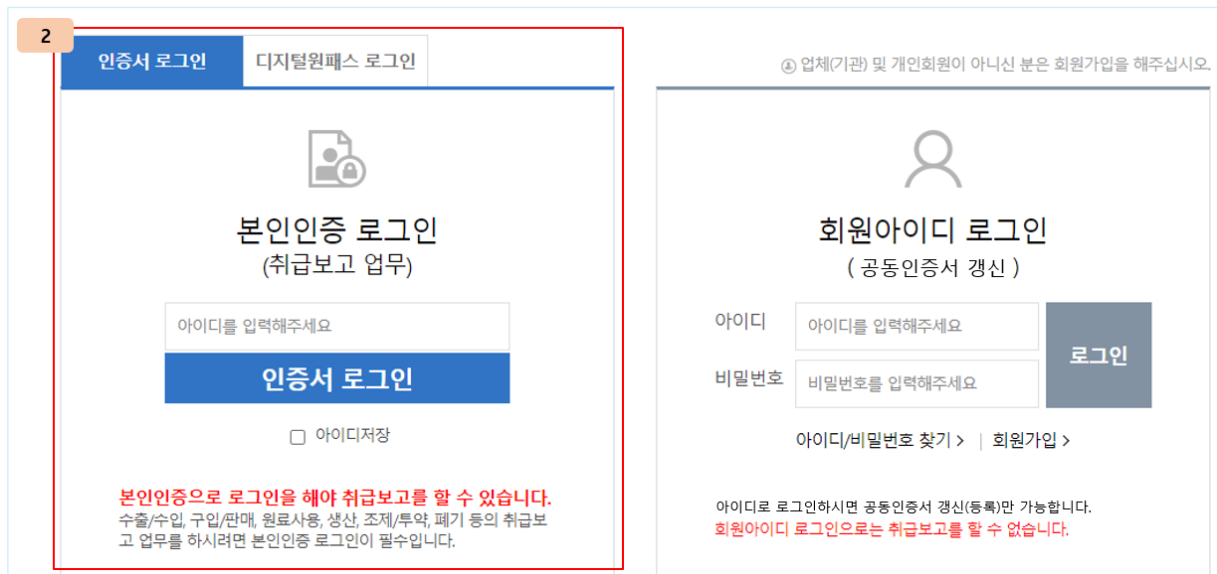 2
인증서 로그인
디지털원패스 로그인
업체(기관) 및 개인회원이 아니신 분은 회원가입을 해주십시오.
본인인증 로그인
(취급보고 업무)
아이디를 입력해주세요
인증서 로그인
아이디저장
본인인증으로 로그인을 해야 취급보고를 할 수 있습니다.
수출/수입, 구입/판매, 원료사용, 생산, 조제/투약, 폐기 등의 취급보
고 업무를 하시려면 본인인증 로그인이 필수입니다.
회원아이디 로그인
( 공동인증서 갱신 )
아이디 아이디를 입력해주세요
로그인
비밀번호 비밀번호를 입력해주세요
아이디/비밀번호 찾기 > | 회원가입 >
아이디로 로그인하시면 공동인증서 갱신(등록)만 가능합니다.
회원아이디 로그인으로는 취급보고를 할 수 없습니다.